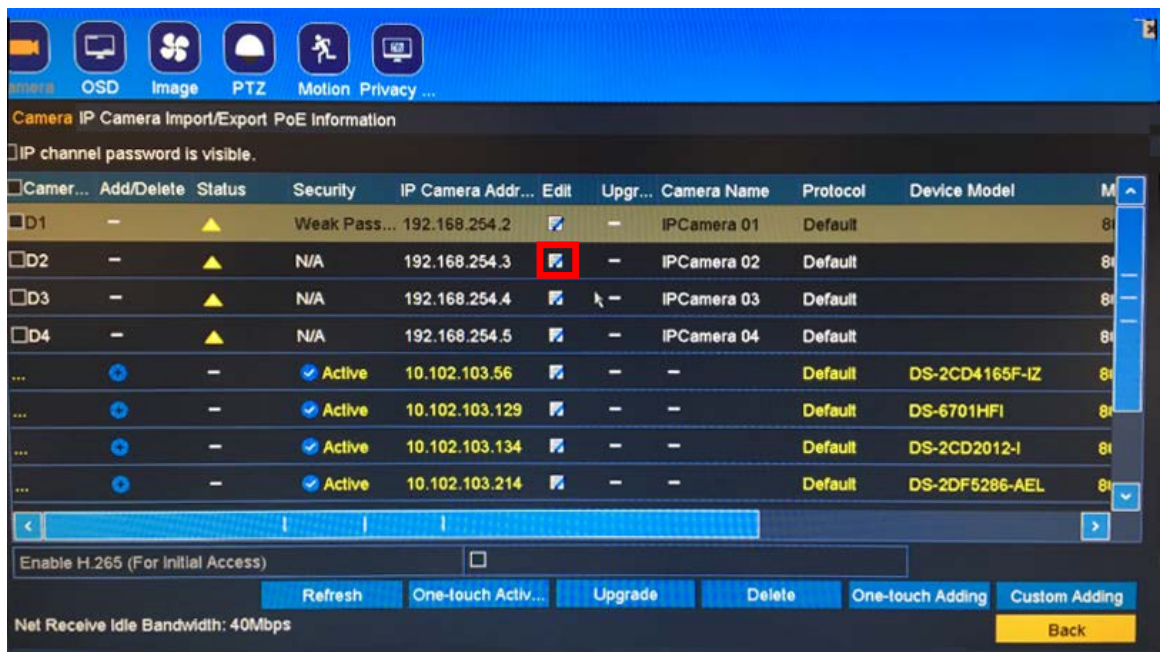 OSD Image PTZ Motion Privacy ...
Camera IP Camera Import/Export PoE Information
IP channel password is visible.
Camer... Add/Delete Status Security IP Camera Addr... Edit Upgr... Camera Name Protocol Device Model M
D1 – Weak Pass... 192.168.254.2 – IPCamera 01 Default
D2 – N/A 192.168.254.3 – IPCamera 02 Default
D3 – N/A 192.168.254.4 – IPCamera 03 Default
D4 – N/A 192.168.254.5 – IPCamera 04 Default
... – Active 10.102.103.56 – – Default DS-2CD4165F-IZ
... – Active 10.102.103.129 – – Default DS-6701HFI
... – Active 10.102.103.134 – – Default DS-2CD2012-I
... – Active 10.102.103.214 – – Default DS-2DF5286-AEL
Enable H.265 (For Initial Access)
Refresh One-touch Activ... Upgrade Delete One-touch Adding Custom Adding
Net Receive Idle Bandwidth: 40Mbps
Back